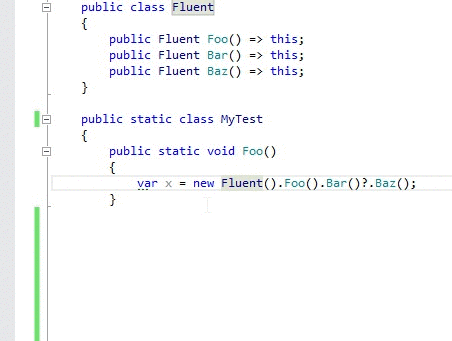 public class Fluent
{
public Fluent Foo() => this;
public Fluent Bar() => this;
public Fluent Baz() => this;
}
public static class MyTest
{
public static void Foo()
{
var x = new Fluent().Foo().Bar()?.Baz();
}